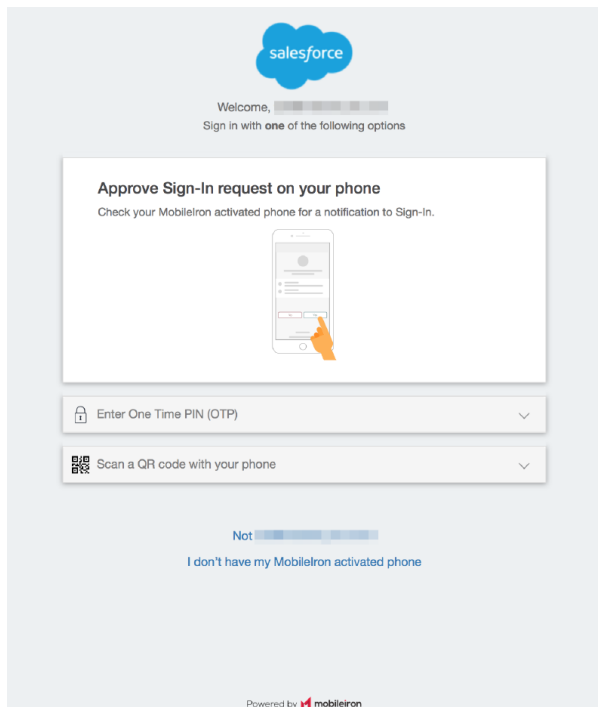 salesforce
Welcome,
Sign in with one of the following options
Approve Sign-In request on your phone
Check your MobileIron activated phone for a notification to Sign-In.
Enter One Time PIN (OTP)
Scan a QR code with your phone
Not
I don't have my MobileIron activated phone
Powered by mobileiron